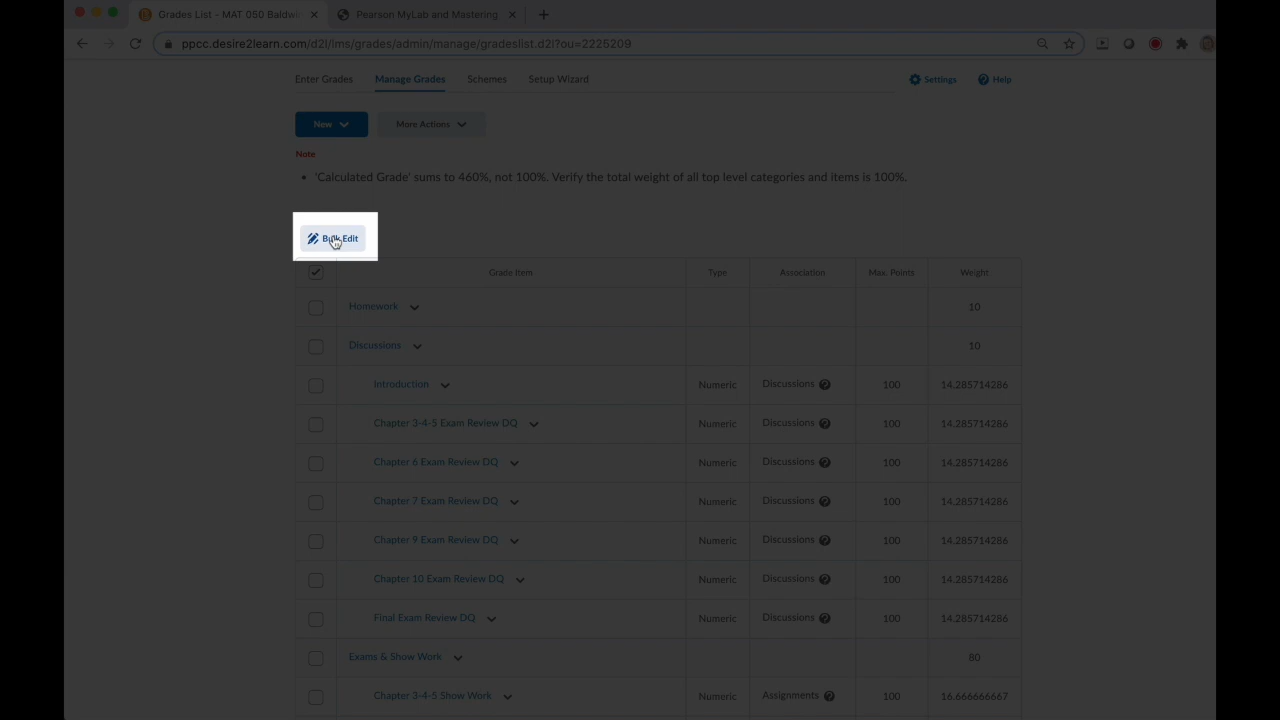 Grades List - MAT 050 Baldwi
Pearson MyLab and Mastering
ppcc.desire2learn.com/d2l/lms/grades/admin/manage/gradeslist.d2l?ou=2225209
Enter Grades Manage Grades Schemes Setup Wizard Settings Help
New More Actions
Note
• 'Calculated Grade' sums to 460%, not 100%. Verify the total weight of all top level categories and items is 100%.
Bulk Edit
Grade Item Type Association Max. Points Weight
Homework 10
Discussions 10
Introduction Numeric Discussions 100 14.285714286
Chapter 3-4-5 Exam Review DQ Numeric Discussions 100 14.285714286
Chapter 6 Exam Review DQ Numeric Discussions 100 14.285714286
Chapter 7 Exam Review DQ Numeric Discussions 100 14.285714286
Chapter 9 Exam Review DQ Numeric Discussions 100 14.285714286
Chapter 10 Exam Review DQ Numeric Discussions 100 14.285714286
Final Exam Review DQ Numeric Discussions 100 14.285714286
Exams & Show Work 80
Chapter 3-4-5 Show Work Numeric Assignments 100 16.666666667